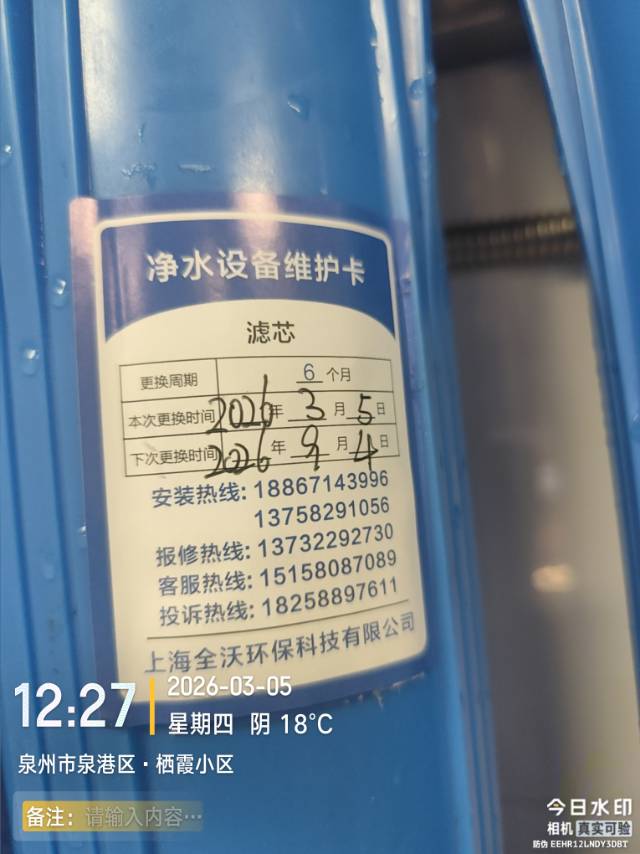 净水设备维护卡
滤芯
更换周期 6 个月
本次更换时间 2026 年 3 月 5 日
下次更换时间 2026 年 9 月 4 日
安装热线: 18867143996
13758291056
报修热线: 13732292730
客服热线: 15158087089
投诉热线: 18258897611
上海全沃环保科技有限公司
12:27
2026-03-05
星期四 阴 18°C
泉州市泉港区·栖霞小区
备注: 请输入内容···
今日水印
相机 真实可验
防伪 EEHR12LNDY3DBT